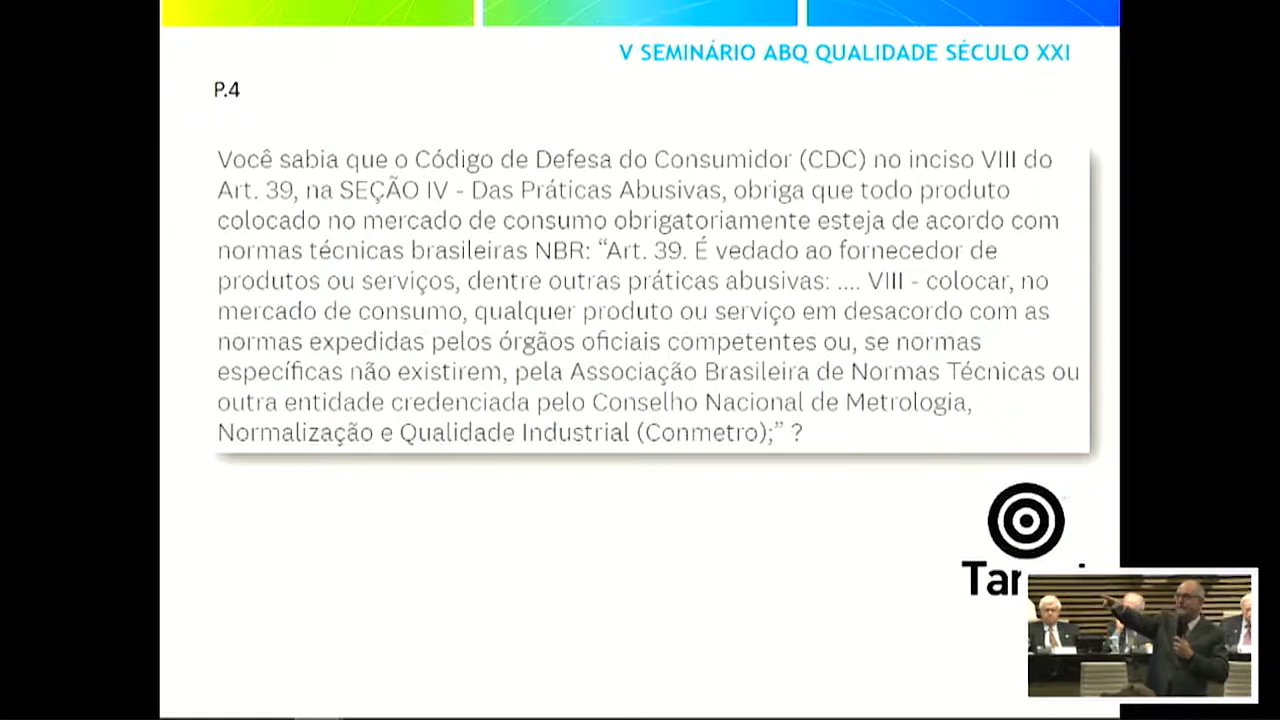 V SEMINÁRIO ABQ QUALIDADE SÉCULO XXI
P.4
Você sabia que o Código de Defesa do Consumidor (CDC) no inciso VIII do
Art. 39, na SEÇÃO IV - Das Práticas Abusivas, obriga que todo produto
colocado no mercado de consumo obrigatoriamente esteja de acordo com
normas técnicas brasileiras NBR: “Art. 39. É vedado ao fornecedor de
produtos ou serviços, dentre outras práticas abusivas: .... VIII - colocar, no
mercado de consumo, qualquer produto ou serviço em desacordo com as
normas expedidas pelos órgãos oficiais competentes ou, se normas
específicas não existirem, pela Associação Brasileira de Normas Técnicas ou
outra entidade credenciada pelo Conselho Nacional de Metrologia,
Normalização e Qualidade Industrial (Conmetro);” ?